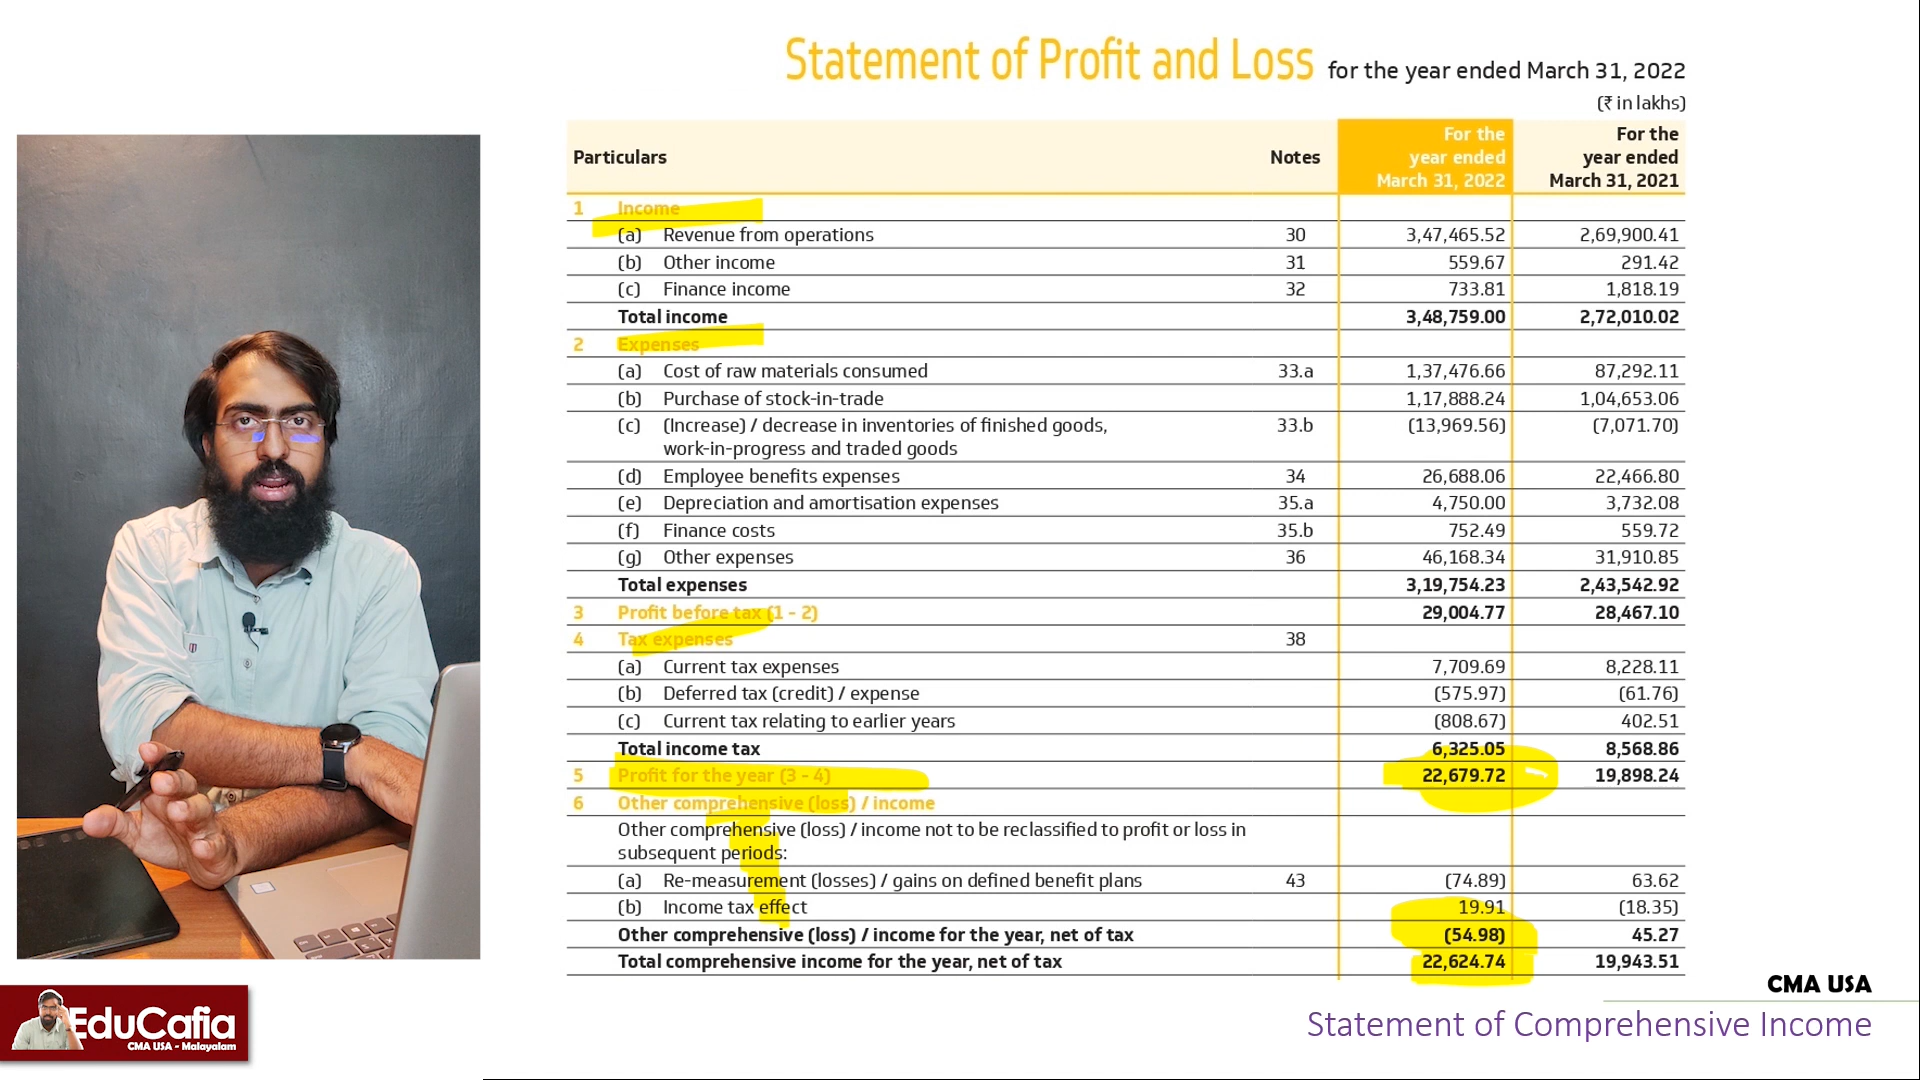 Statement of Profit and Loss for the year ended March 31, 2022
(₹ in lakhs)
Particulars Notes For the year ended March 31, 2022 For the year ended March 31, 2021
1 Income
(a) Revenue from operations 30 3,47,465.52 2,69,900.41
(b) Other income 31 559.67 291.42
(c) Finance income 32 733.81 1,818.19
Total income 3,48,759.00 2,72,010.02
2 Expenses
(a) Cost of raw materials consumed 33.a 1,37,476.66 87,292.11
(b) Purchase of stock-in-trade 1,17,888.24 1,04,653.06
(c) (Increase) / decrease in inventories of finished goods, 33.b (13,969.56) (7,071.70)
work-in-progress and traded goods
(d) Employee benefits expenses 34 26,688.06 22,466.80
(e) Depreciation and amortisation expenses 35.a 4,750.00 3,732.08
(f) Finance costs 35.b 752.49 559.72
(g) Other expenses 36 46,168.34 31,910.85
Total expenses 3,19,754.23 2,43,542.92
3 Profit before tax (1 - 2) 29,004.77 28,467.10
4 Tax expenses 38
(a) Current tax expenses 7,709.69 8,228.11
(b) Deferred tax (credit) / expense (575.97) (61.76)
(c) Current tax relating to earlier years (808.67) 402.51
Total income tax 6,325.05 8,568.86
5 Profit for the year (3 - 4) 22,679.72 19,898.24
6 Other comprehensive (loss) / income
Other comprehensive (loss) / income not to be reclassified to profit or loss in
subsequent periods:
(a) Re-measurement (losses) / gains on defined benefit plans 43 (74.89) 63.62
(b) Income tax effect 19.91 (18.35)
Other comprehensive (loss) / income for the year, net of tax (54.98) 45.27
Total comprehensive income for the year, net of tax 22,624.74 19,943.51
CMA USA
Statement of Comprehensive Income
EduCafia
CMA USA - Malayalam